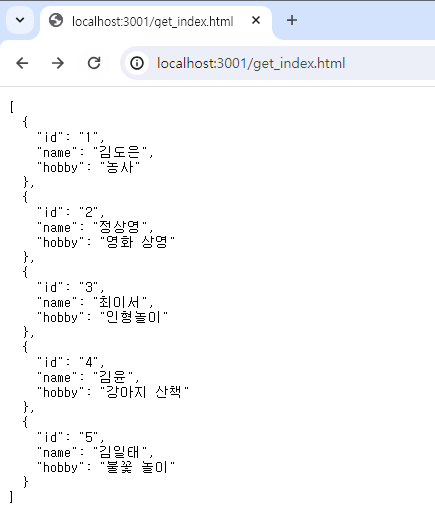 localhost:3001/get_index.html
localhost:3001/get_index.html
[
  {
    "id": "1",
    "name": "김도은",
    "hobby": "농사"
  },
  {
    "id": "2",
    "name": "정상영",
    "hobby": "영화 상영"
  },
  {
    "id": "3",
    "name": "최이서",
    "hobby": "인형놀이"
  },
  {
    "id": "4",
    "name": "김윤",
    "hobby": "강아지 산책"
  },
  {
    "id": "5",
    "name": "김일태",
    "hobby": "불꽃 놀이"
  }
]